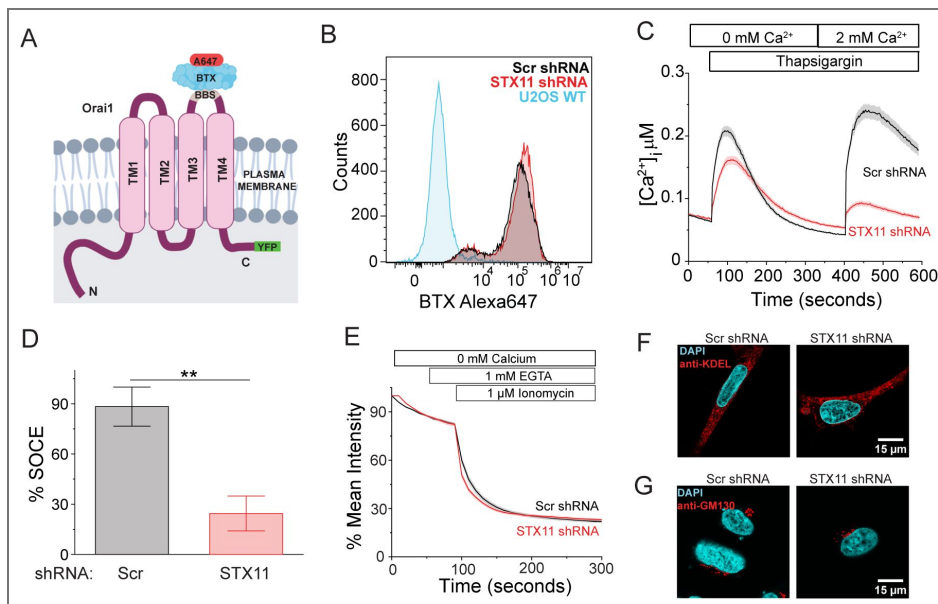 A
A647
BTX
BBS
Orai1
TM1
TM2
TM3
TM4
PLASMA
MEMBRANE
YFP
C
N
B
Scr shRNA
STX11 shRNA
U2OS WT
Counts
800
600
400
200
0
0
10^4
10^5
10^6
10^7
BTX Alexa647
C
0 mM Ca²⁺
2 mM Ca²⁺
Thapsigargin
[Ca²⁺]i μM
0.3
0.2
0.1
0
Scr shRNA
STX11 shRNA
0 100 200 300 400 500 600
Time (seconds)
D
**
% SOCE
90
60
30
0
shRNA: Scr STX11
E
0 mM Calcium
1 mM EGTA
1 μM Ionomycin
% Mean Intensity
90
60
30
0
Scr shRNA
STX11 shRNA
0 100 200 300
Time (seconds)
F
Scr shRNA STX11 shRNA
DAPI
anti-KDEL
15 μm
G
Scr shRNA STX11 shRNA
DAPI
anti-GM130
15 μm